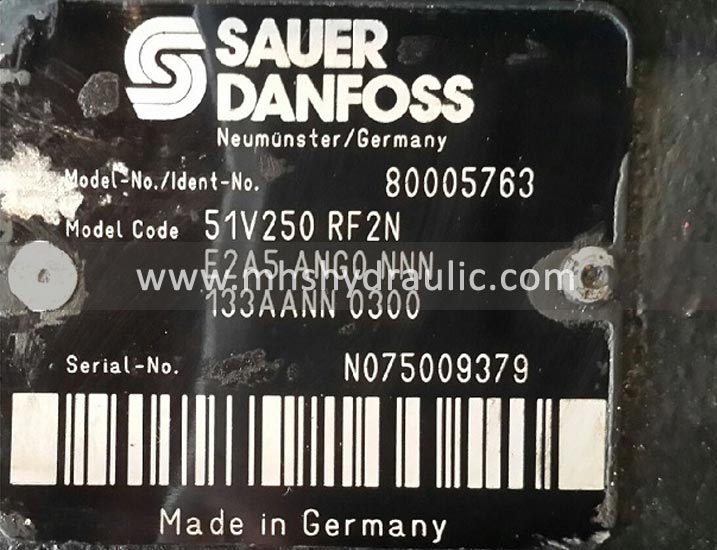 SAUER
DANFOSS
Neumünster/Germany
Model-No./Ident-No. 80005763
Model Code 51V250 RF2N
E2A5 ANG0 NNN
www.mhshydraulic.com
133AANN 0300
Serial-No. N075009379
Made in Germany